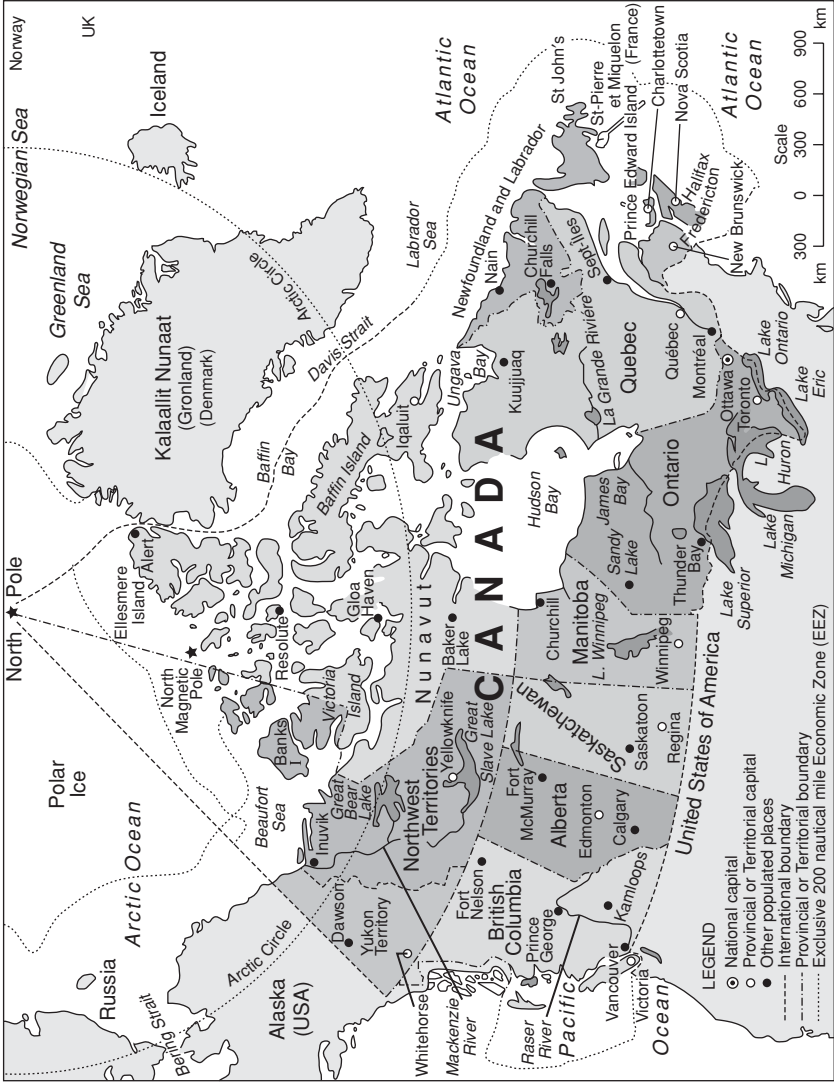 North Pole
Norway
UK
Iceland
Norwegian Sea
Greenland
Sea
Kalaallit Nunaat
(Gronland)
(Denmark)
Arctic Circle
Davis Strait
Baffin
Bay
Baffin Island
Labrador
Sea
Atlantic
Ocean
Polar
Ice
Arctic Ocean
Russia
Bering Strait
Alaska
(USA)
Arctic Circle
Beaufort
Sea
North
Magnetic
Pole
Ellesmere
Island
Alert
Resolute
Banks
I
Victoria
Island
Gloa
Haven
Iqaluit
Inuvik
Great
Bear
Lake
Northwest
Territories
Yellowknife
Great
Slave Lake
Nunavut
Baker
Lake
CANADA
Dawson
Yukon
Territory
Whitehorse
Mackenzie
River
Fort
Nelson
British
Columbia
Prince
George
Raser
River
Pacific
Ocean
Vancouver
Victoria
Kamloops
Fort
McMurray
Alberta
Edmonton
Calgary
Saskatchewan
Saskatoon
Regina
Churchill
Manitoba
L. Winnipeg
Winnipeg
Hudson
Bay
James
Bay
Sandy
Lake
Ontario
Thunder
Bay
Lake
Superior
Lake
Michigan
L.
Huron
Lake
Eric
Lake
Ontario
Toronto
Ottawa
Montréal
Québec
Quebec
La Grande Riviére
Ungava
Bay
Kuujjuaq
Newfoundland and Labrador
Nain
Churchill
Falls
Sept-Iles
St John's
St-Pierre
et Miquelon
(France)
Prince Edward Island
Charlottetown
Nova Scotia
Halifax
Fredericton
New Brunswick
Atlantic
Ocean
United States of America
LEGEND
National capital
Provincial or Territorial capital
Other populated places
International boundary
Provincial or Territorial boundary
Exclusive 200 nautical mile Economic Zone (EEZ)
Scale
300 0 300 600 900
km km